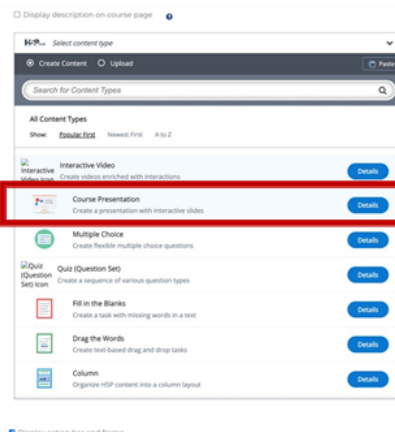 Display description on course page
H5P Select content type
Create Content Upload Paste
Search for Content Types
All Content Types
Show: Popular First Newest First A to Z
Interactive Video Icon
Interactive Video
Create videos enriched with interactions
Details
Course Presentation
Create a presentation with interactive slides
Details
Multiple Choice
Create flexible multiple choice questions
Details
Quiz (Question Set) Icon
Quiz (Question Set)
Create a sequence of various question types
Details
Fill in the Blanks
Create a task with missing words in a text
Details
Drag the Words
Create text-based drag and drop tasks
Details
Column
Organize H5P content into a column layout
Details